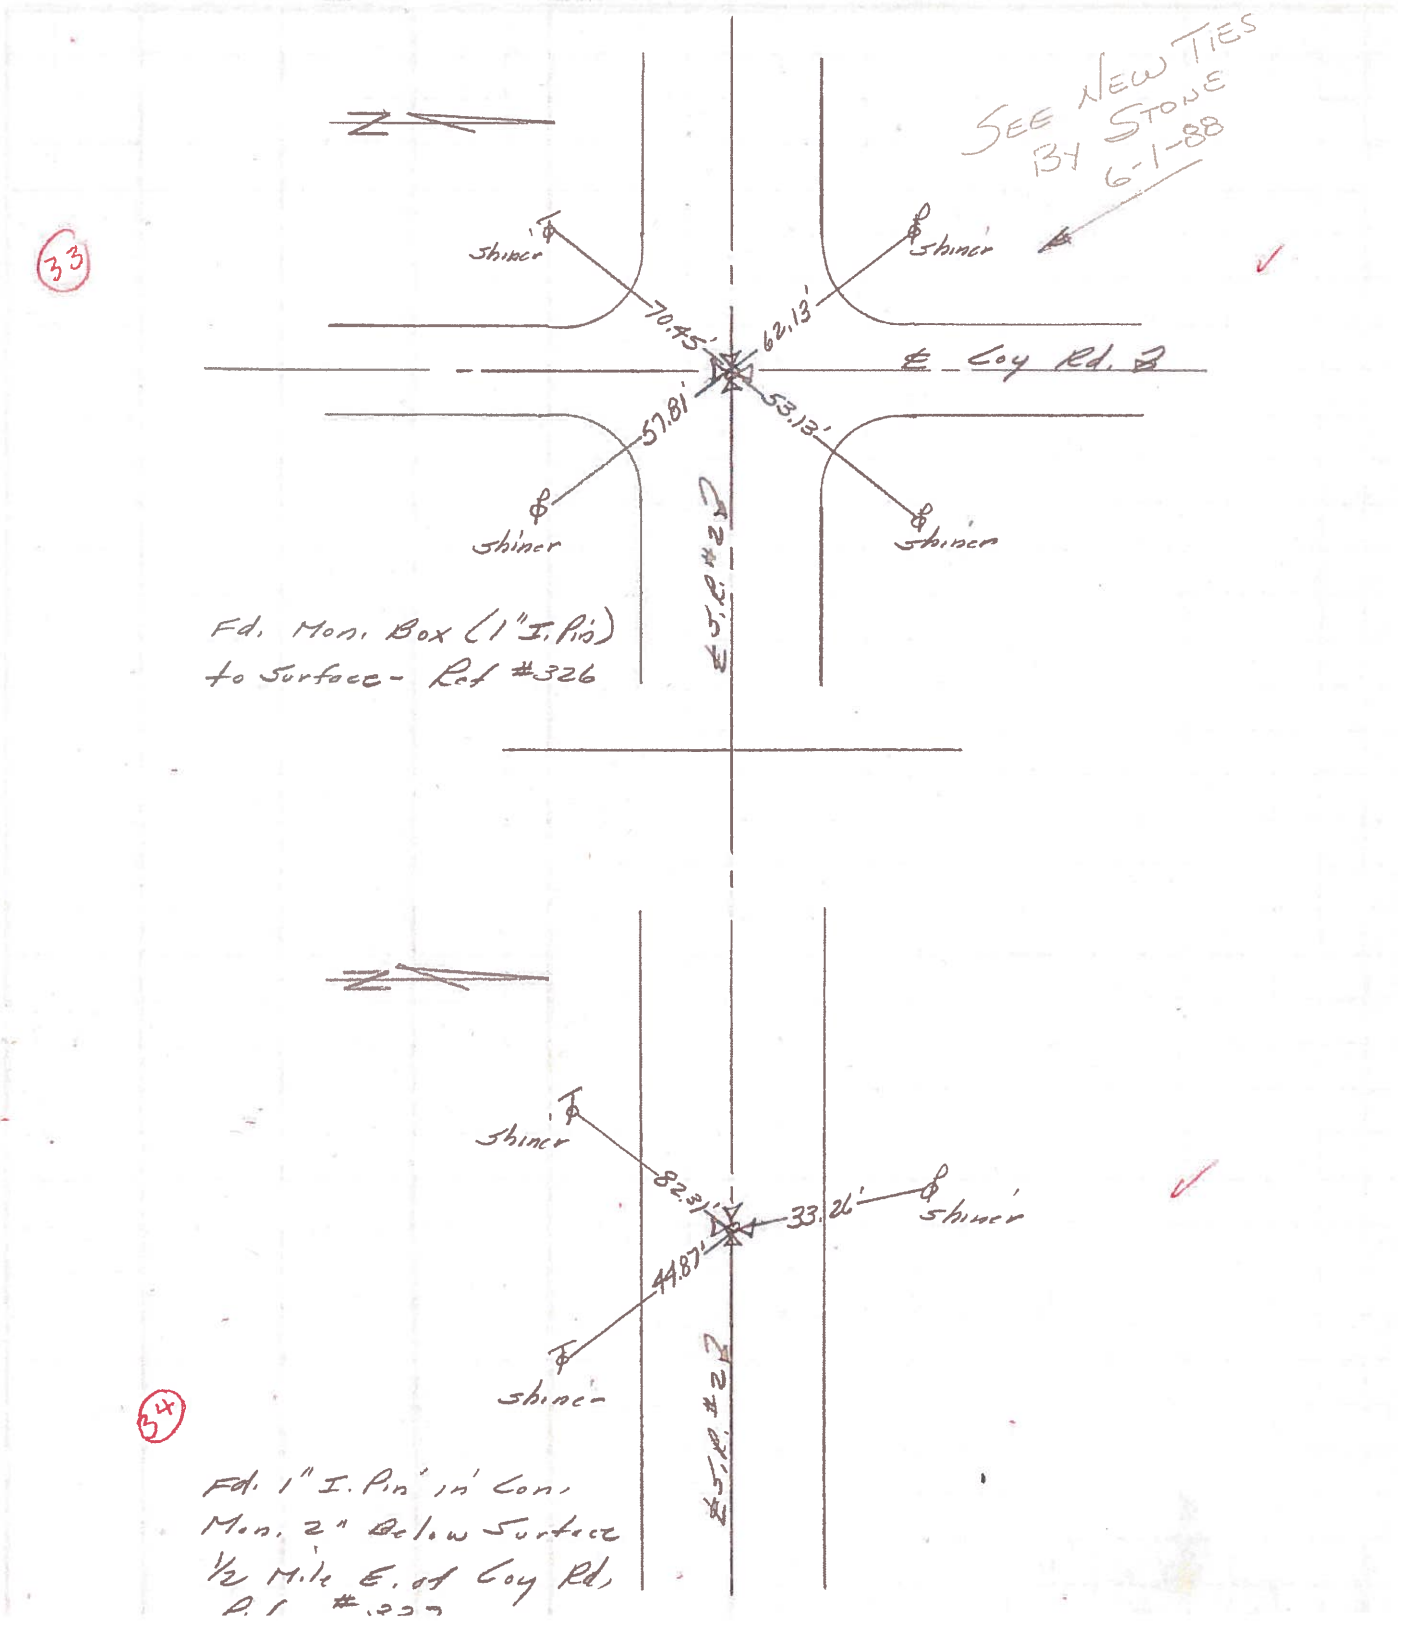 SEE NEW TIES
BY STONE
6-1-88
N
33
shiner
shiner
70.45'
62.13'
℄ Coy Rd.
57.81'
53.13'
shiner
shiner
℄ S.R. #2
Fd. Mon. Box (1" I. Pin)
to Surface - Ref #326
N
shiner
82.31'
33.26'
shiner
44.87'
shiner
℄ S.R. #2
34
Fd. 1" I. Pin in Con.
Mon. 2" Below Surface
1/2 Mile E. of Coy Rd.